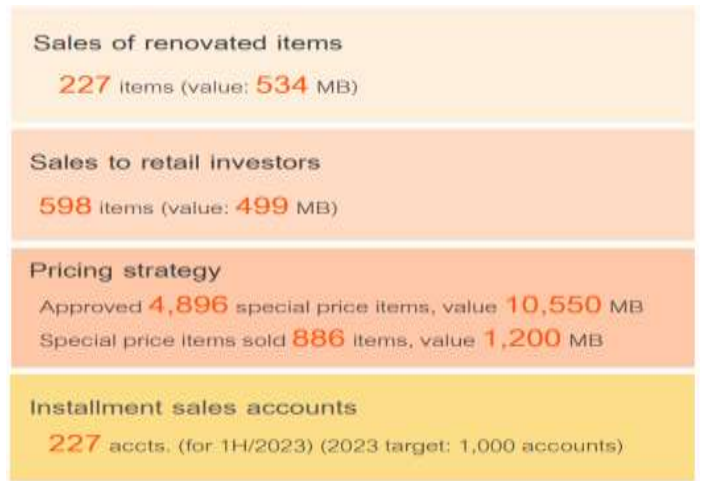 Sales of renovated items
227 items (value: 534 MB)
Sales to retail investors
598 items (value: 499 MB)
Pricing strategy
Approved 4,896 special price items, value 10,550 MB
Special price items sold 886 items, value 1,200 MB
Installment sales accounts
227 accts. (for 1H/2023) (2023 target: 1,000 accounts)